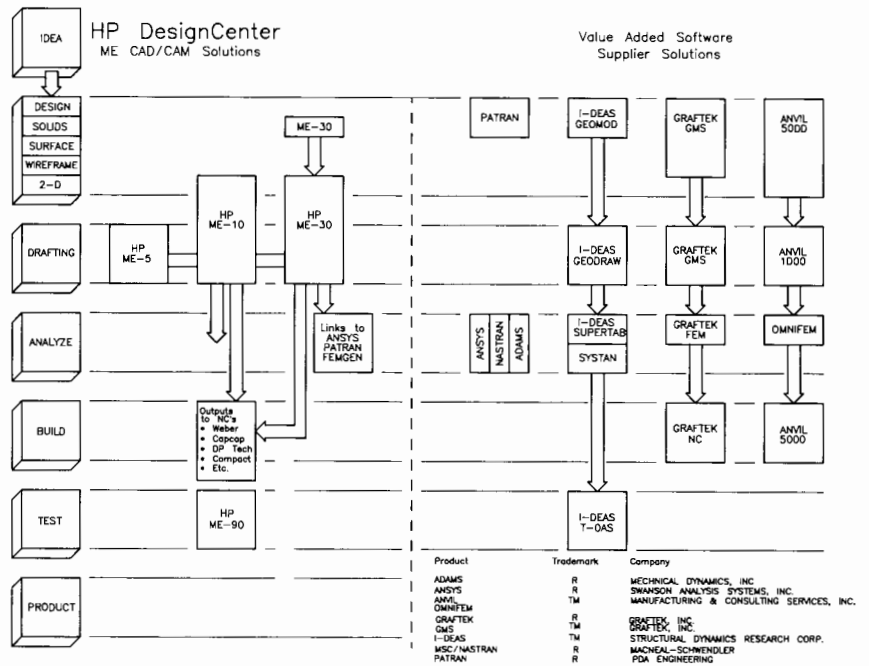 IDEA
HP DesignCenter
ME CAD/CAM Solutions
Value Added Software
Supplier Solutions
DESIGN
SOLIDS
SURFACE
WIREFRAME
2-D
ME-30
PATRAN
I-DEAS
GEOMOD
GRAFTEK
GMS
ANVIL
5000
HP
ME-10
HP
ME-30
DRAFTING
HP
ME-5
I-DEAS
GEODRAW
GRAFTEK
GMS
ANVIL
1000
ANALYZE
Links to
ANSYS
PATRAN
FEMGEN
ANSYS
NASTRAN
ADAMS
I-DEAS
SUPERTAB
SYSTAN
GRAFTEK
FEM
OMNIFEM
BUILD
Outputs
to NC's
• Weber
• Capcap
• DP Tech
• Compact
• Etc.
GRAFTEK
NC
ANVIL
5000
TEST
HP
ME-90
I-DEAS
T-DAS
PRODUCT
Product Trademark Company
ADAMS R MECHNICAL DYNAMICS, INC
ANSYS R SWANSON ANALYSIS SYSTEMS, INC.
ANVIL TM MANUFACTURING & CONSULTING SERVICES, INC.
OMNIFEM
GRAFTEK R GRAFTEK, INC.
GMS TM GRAFTEK, INC.
I-DEAS TM STRUCTURAL DYNAMICS RESEARCH CORP.
MSC/NASTRAN R MACNEAL-SCHWENDLER
PATRAN R PDA ENGINEERING